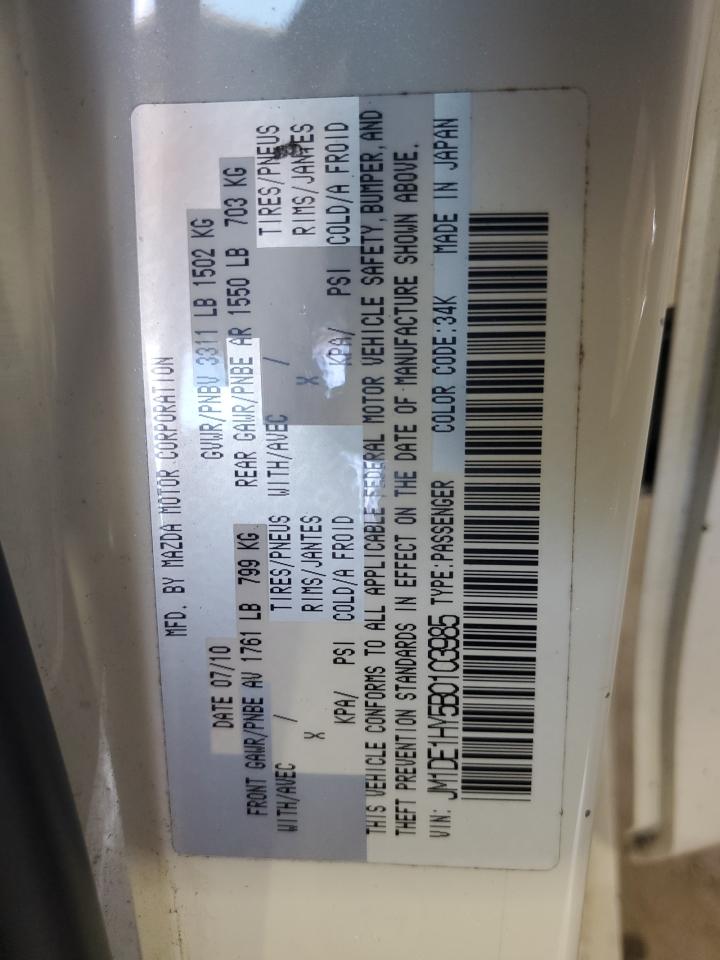 MFD. BY MAZDA MOTOR CORPORATION
DATE 07/10 GVWR/PNBV 3311 LB 1502 KG
FRONT GAWR/PNBE AV 1761 LB 799 KG REAR GAWR/PNBE AR 1550 LB 703 KG
WITH/AVEC / TIRES/PNEUS WITH/AVEC / TIRES/PNEUS
X RIMS/JANTES X RIMS/JANTES
KPA/ PSI COLD/A FROID KPA/ PSI COLD/A FROID
THIS VEHICLE CONFORMS TO ALL APPLICABLE FEDERAL MOTOR VEHICLE SAFETY, BUMPER, AND
THEFT PREVENTION STANDARDS IN EFFECT ON THE DATE OF MANUFACTURE SHOWN ABOVE.
VIN: JM1DE1HY5B0103985 TYPE:PASSENGER COLOR CODE:34K MADE IN JAPAN